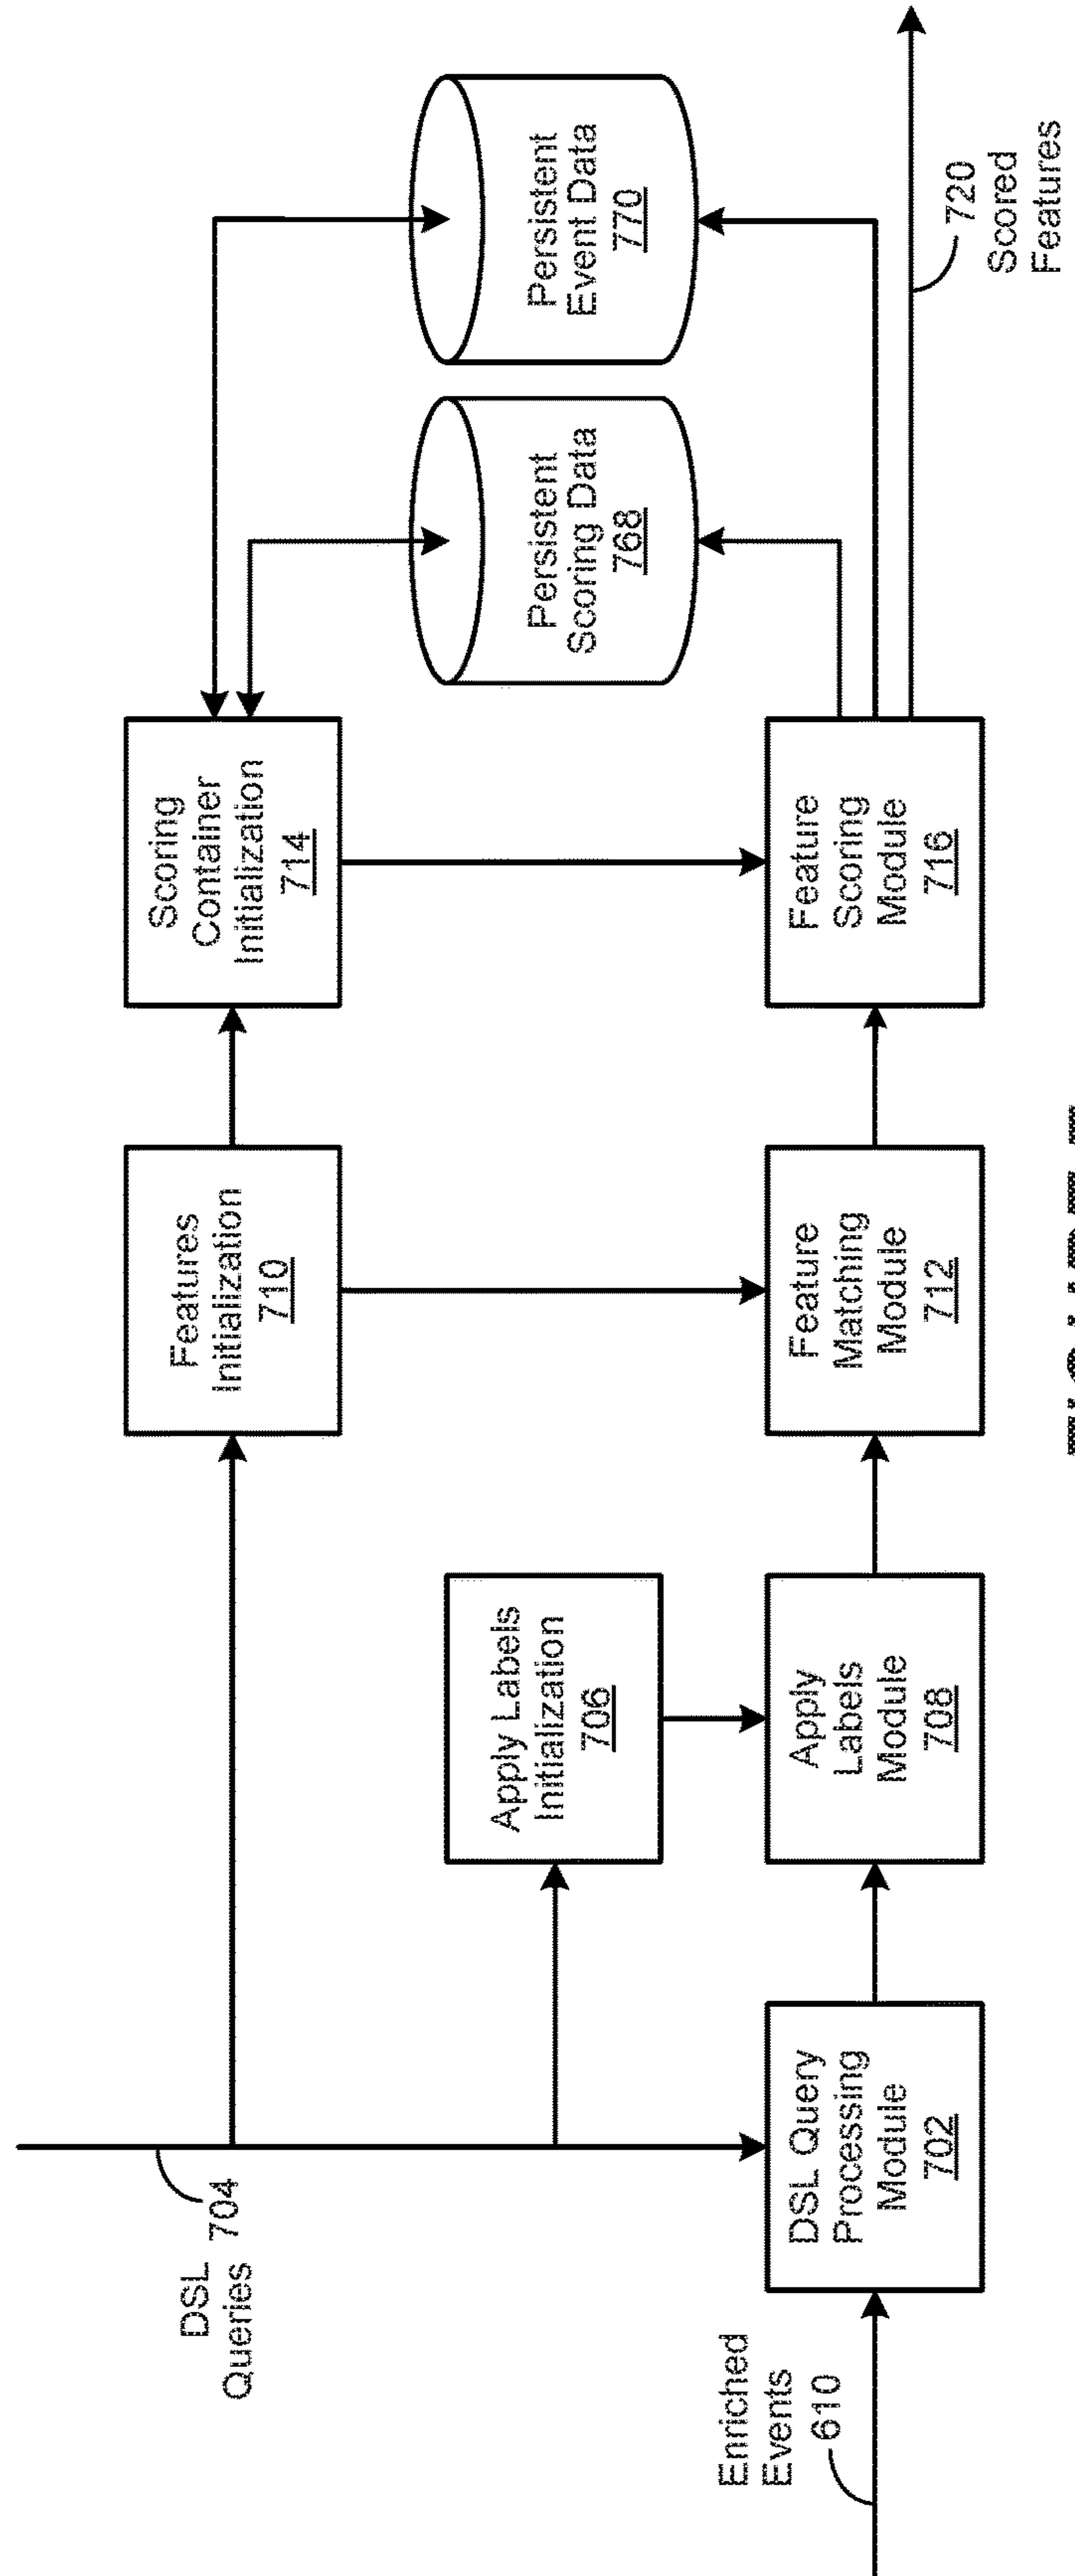 DSL
Queries 704
Features
Initialization
710
Scoring
Container
Initialization
714
Apply Labels
Initialization
706
Persistent
Scoring Data
768
Persistent
Event Data
770
Enriched
Events
610
DSL Query
Processing
Module
702
Apply
Labels
Module
708
Feature
Matching
Module
712
Feature
Scoring
Module
716
720
Scored
Features